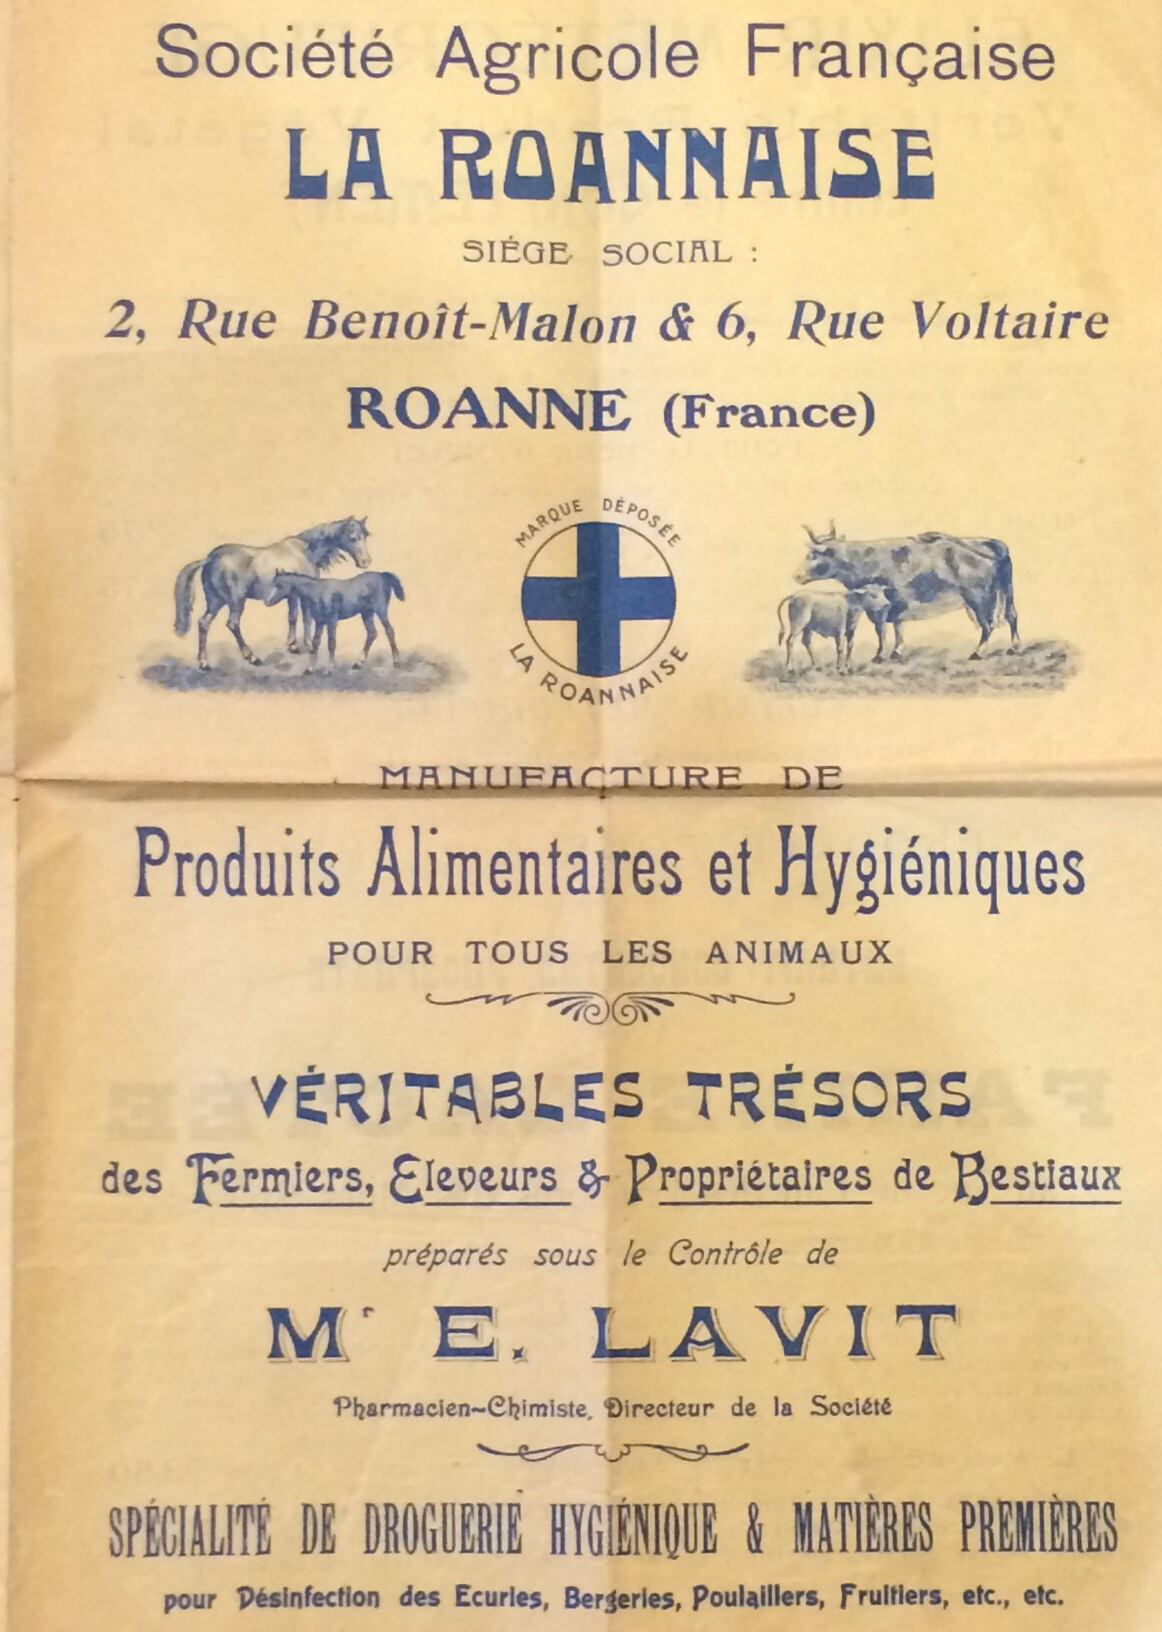 Société Agricole Française
LA ROANNAISE
SIÉGE SOCIAL :
2, Rue Benoît-Malon & 6, Rue Voltaire
ROANNE (France)
MARQUE DÉPOSÉE
LA ROANNAISE
MANUFACTURE DE
Produits Alimentaires et Hygiéniques
POUR TOUS LES ANIMAUX
VÉRITABLES TRÉSORS
des Fermiers, Eleveurs & Propriétaires de Bestiaux
préparés sous le Contrôle de
Mr E. LAVIT
Pharmacien-Chimiste, Directeur de la Société
SPÉCIALITÉ DE DROGUERIE HYGIÉNIQUE & MATIÈRES PREMIÈRES
pour Désinfection des Ecuries, Bergeries, Poulaillers, Fruitiers, etc., etc.